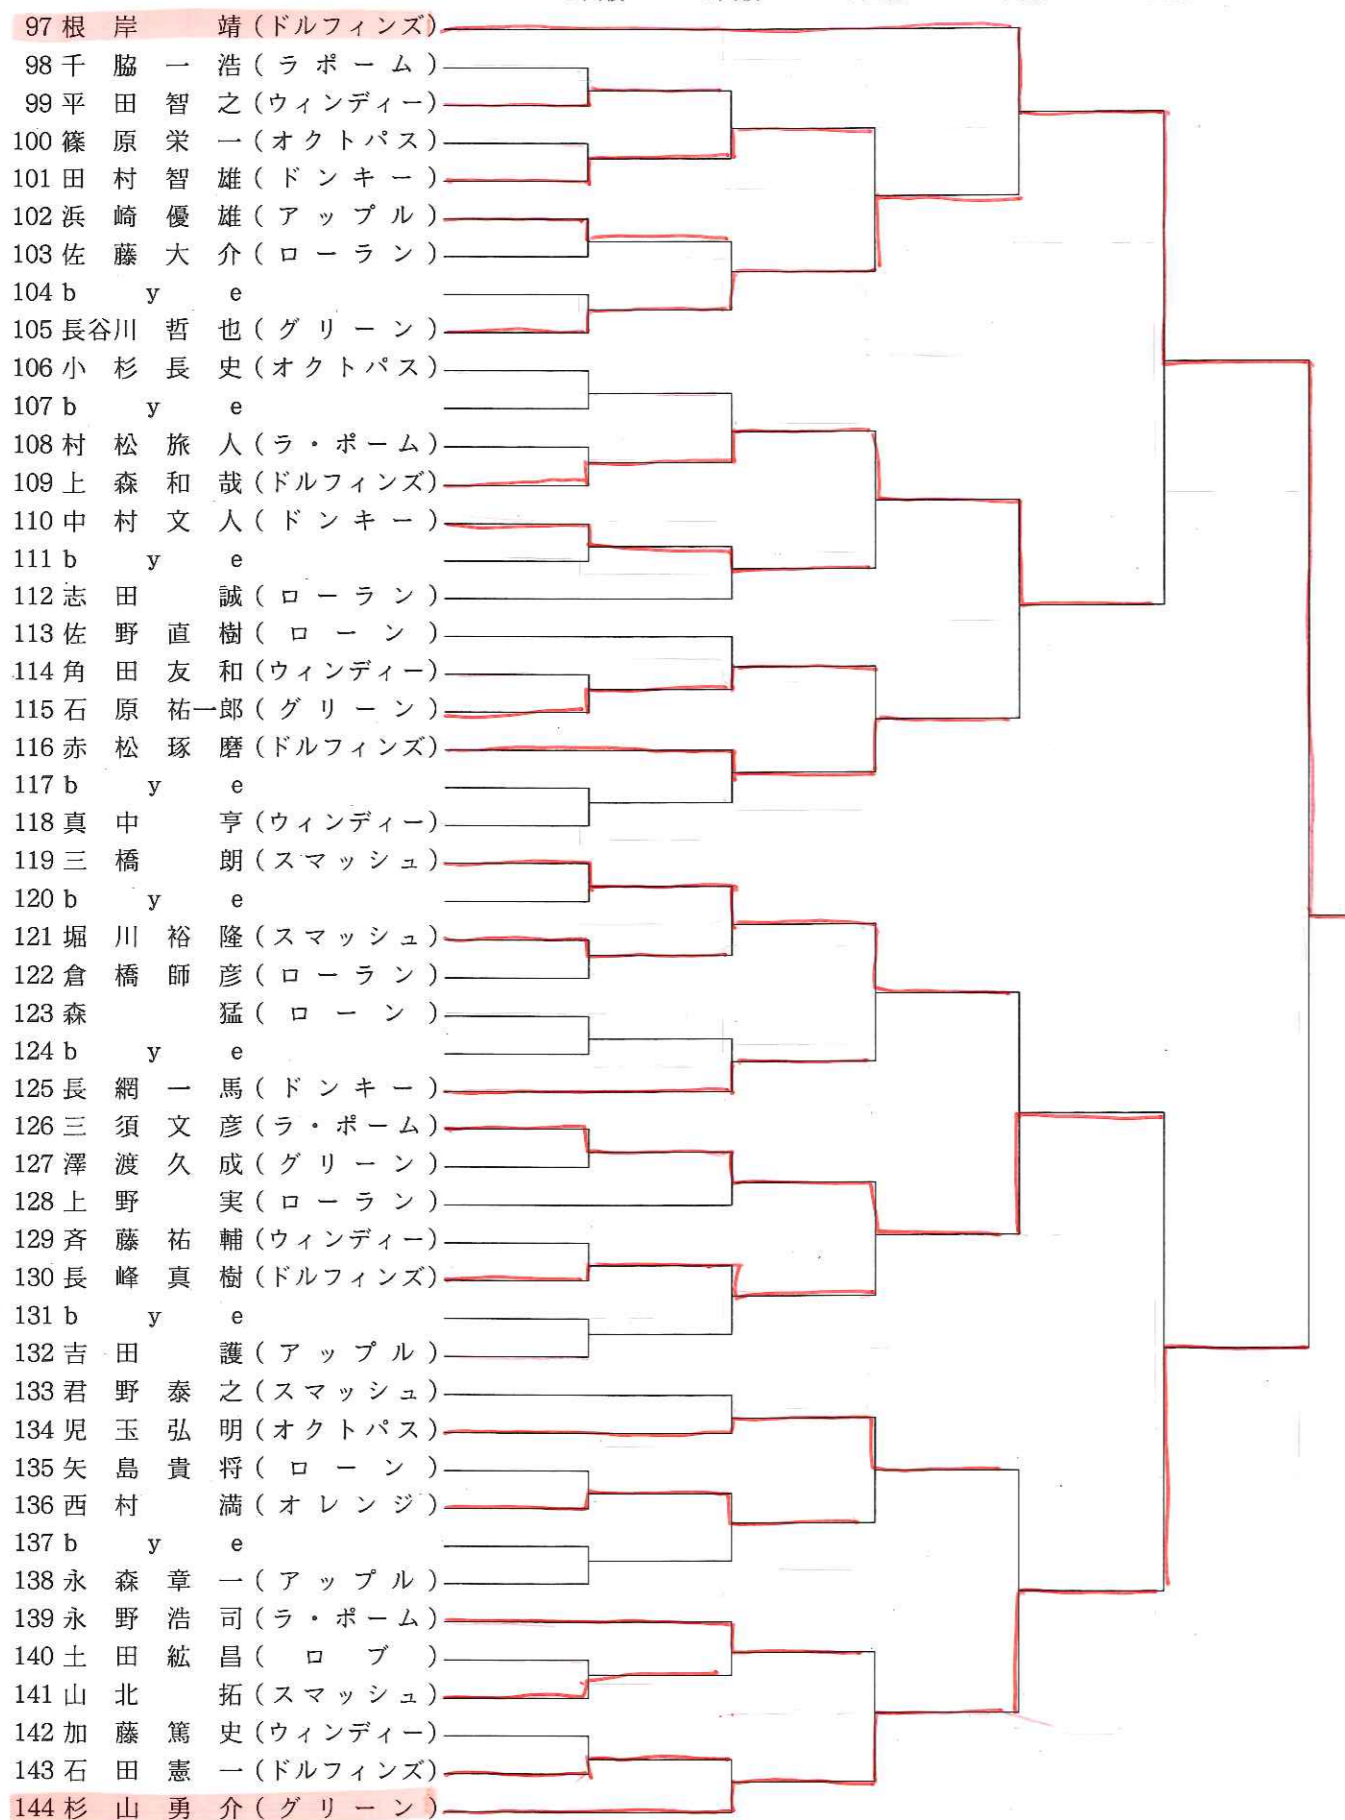 97 根岸 靖 (ドルフィンズ)
98 千脇一浩 (ラポーム)
99 平田智之 (ウィンディー)
100 篠原栄一 (オクトパス)
101 田村智雄 (ドンキー)
102 浜崎優雄 (アップル)
103 佐藤大介 (ローラン)
104 bye
105 長谷川哲也 (グリーン)
106 小杉長史 (オクトパス)
107 bye
108 村松旅人 (ラ・ポーム)
109 上森和哉 (ドルフィンズ)
110 中村文人 (ドンキー)
111 bye
112 志田 誠 (ローラン)
113 佐野直樹 (ローン)
114 角田友和 (ウィンディー)
115 石原祐一郎 (グリーン)
116 赤松琢磨 (ドルフィンズ)
117 bye
118 真中 亨 (ウィンディー)
119 三橋 朗 (スマッシュ)
120 bye
121 堀川裕隆 (スマッシュ)
122 倉橋師彦 (ローラン)
123 森 猛 (ローン)
124 bye
125 長網一馬 (ドンキー)
126 三須文彦 (ラ・ポーム)
127 澤渡久成 (グリーン)
128 上野 実 (ローラン)
129 斉藤祐輔 (ウィンディー)
130 長峰真樹 (ドルフィンズ)
131 bye
132 吉田 護 (アップル)
133 君野泰之 (スマッシュ)
134 児玉弘明 (オクトパス)
135 矢島貴将 (ローン)
136 西村 満 (オレンジ)
137 bye
138 永森章一 (アップル)
139 永野浩司 (ラ・ポーム)
140 土田紘昌 (ロブ)
141 山北 拓 (スマッシュ)
142 加藤篤史 (ウィンディー)
143 石田憲一 (ドルフィンズ)
144 杉山勇介 (グリーン)